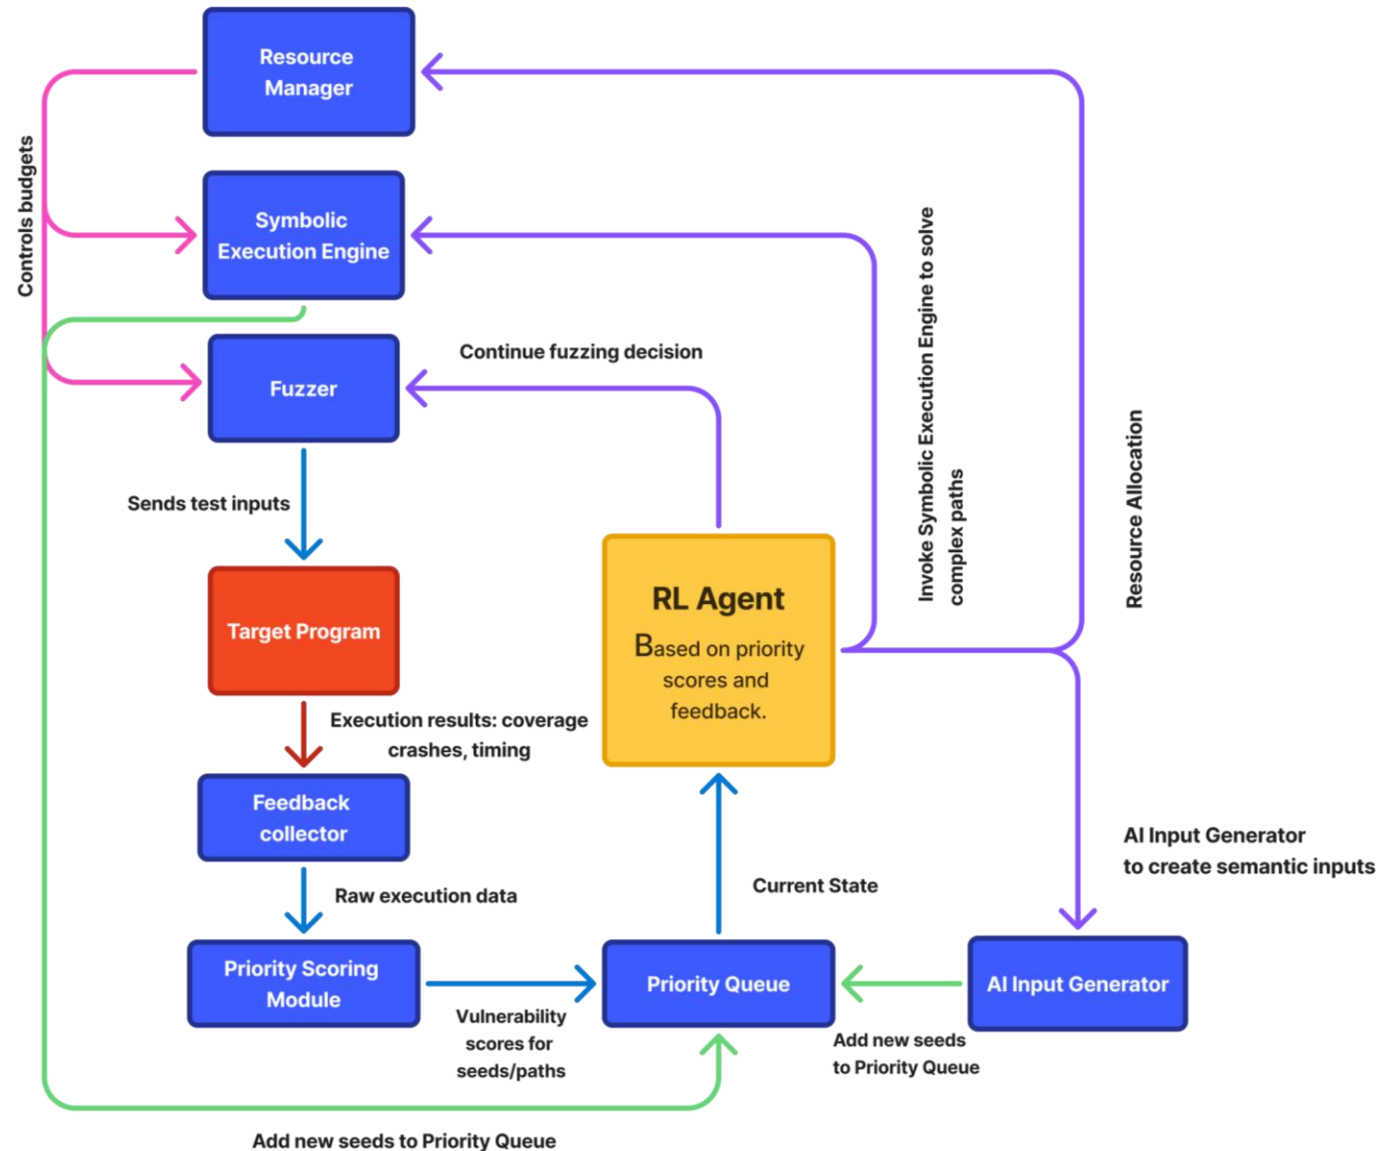 Resource
Manager
Controls budgets
Symbolic
Execution Engine
Invoke Symbolic Execution Engine to solve
complex paths
Continue fuzzing decision
Fuzzer
Resource Allocation
Sends test inputs
RL Agent
Based on priority
scores and
feedback.
Target Program
Execution results: coverage
crashes, timing
Feedback
collector
AI Input Generator
to create semantic inputs
Raw execution data
Current State
Priority Scoring
Module
Priority Queue
AI Input Generator
Vulnerability
scores for
seeds/paths
Add new seeds
to Priority Queue
Add new seeds to Priority Queue